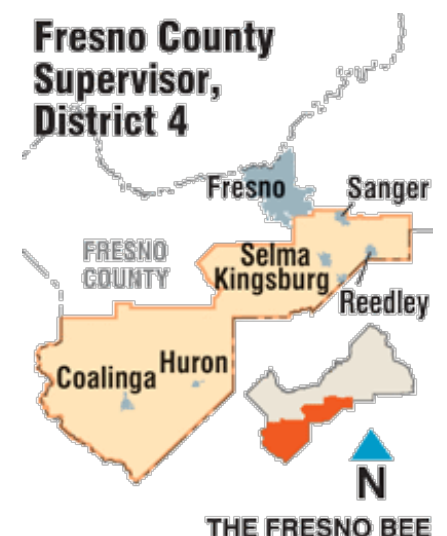 Fresno County
Supervisor,
District 4
Fresno
Sanger
FRESNO
COUNTY
Selma
Kingsburg
Reedley
Huron
Coalinga
N
THE FRESNO BEE